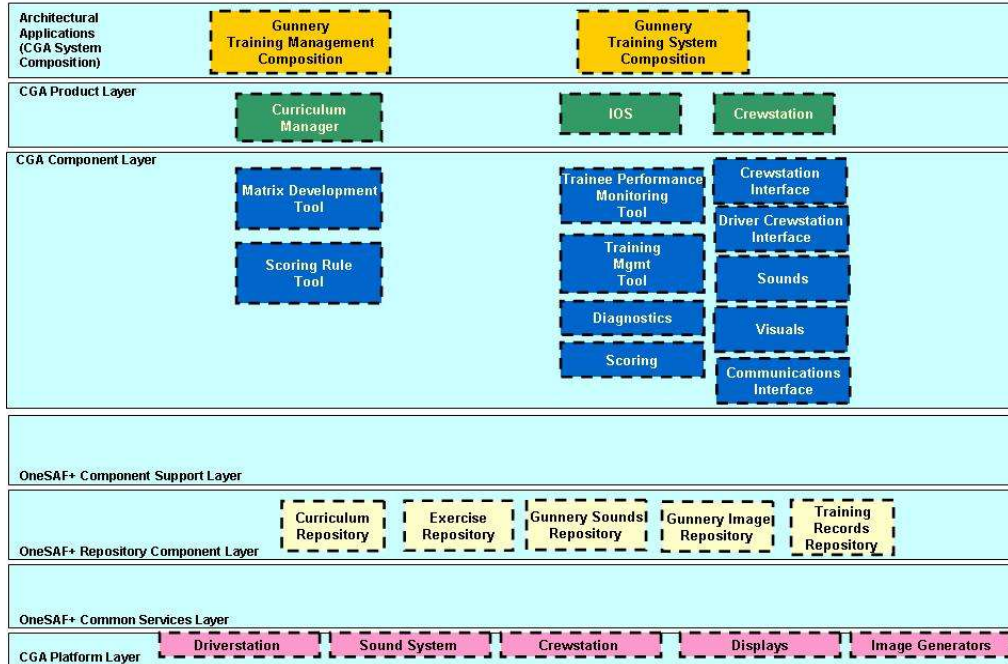 Architectural
Applications
(CGA System
Composition)
Gunnery
Training Management
Composition
Gunnery
Training System
Composition
CGA Product Layer
Curriculum
Manager
IOS
Crewstation
CGA Component Layer
Matrix Development
Tool
Scoring Rule
Tool
Trainee Performance
Monitoring
Tool
Training
Mgmt
Tool
Diagnostics
Scoring
Crewstation
Interface
Driver Crewstation
Interface
Sounds
Visuals
Communications
Interface
OneSAF+ Component Support Layer
OneSAF+ Repository Component Layer
Curriculum
Repository
Exercise
Repository
Gunnery Sounds
Repository
Gunnery Image
Repository
Training
Records
Repository
OneSAF+ Common Services Layer
CGA Platform Layer
Driverstation
Sound System
Crewstation
Displays
Image Generators